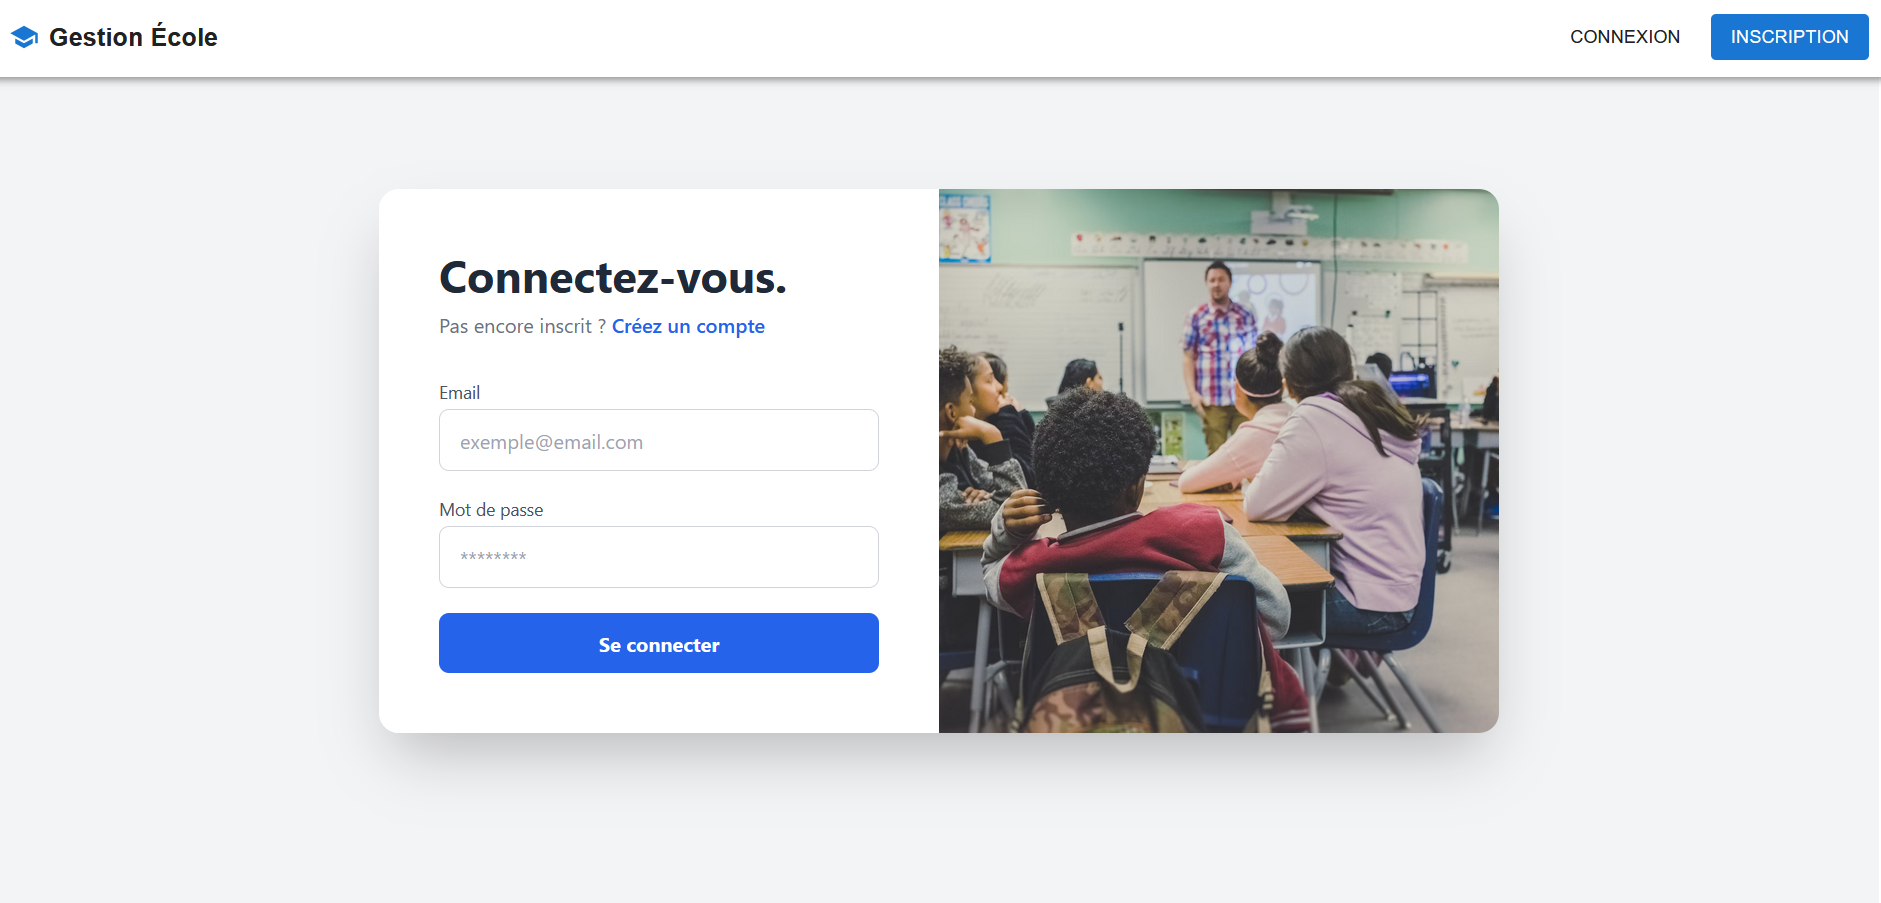 Gestion École
CONNEXION
INSCRIPTION
Connectez-vous.
Pas encore inscrit ? Créez un compte
Email
exemple@email.com
Mot de passe
********
Se connecter